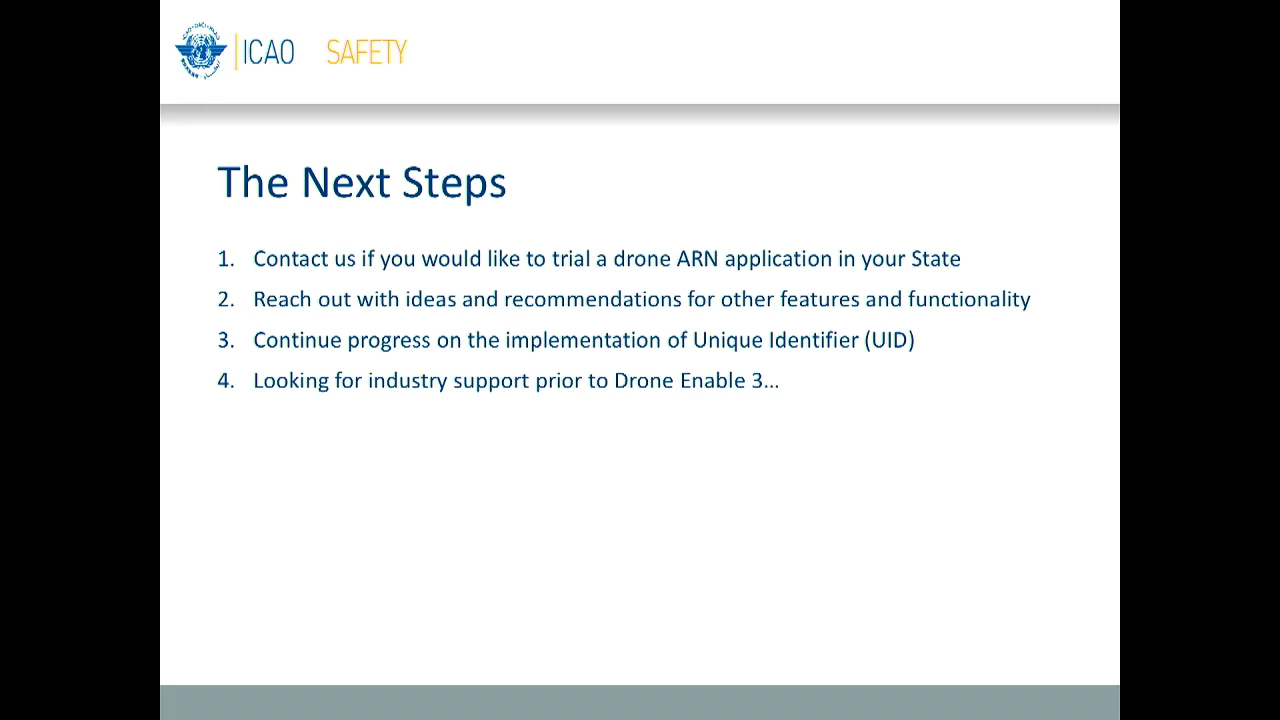 ICAO SAFETY
The Next Steps
1. Contact us if you would like to trial a drone ARN application in your State
2. Reach out with ideas and recommendations for other features and functionality
3. Continue progress on the implementation of Unique Identifier (UID)
4. Looking for industry support prior to Drone Enable 3...